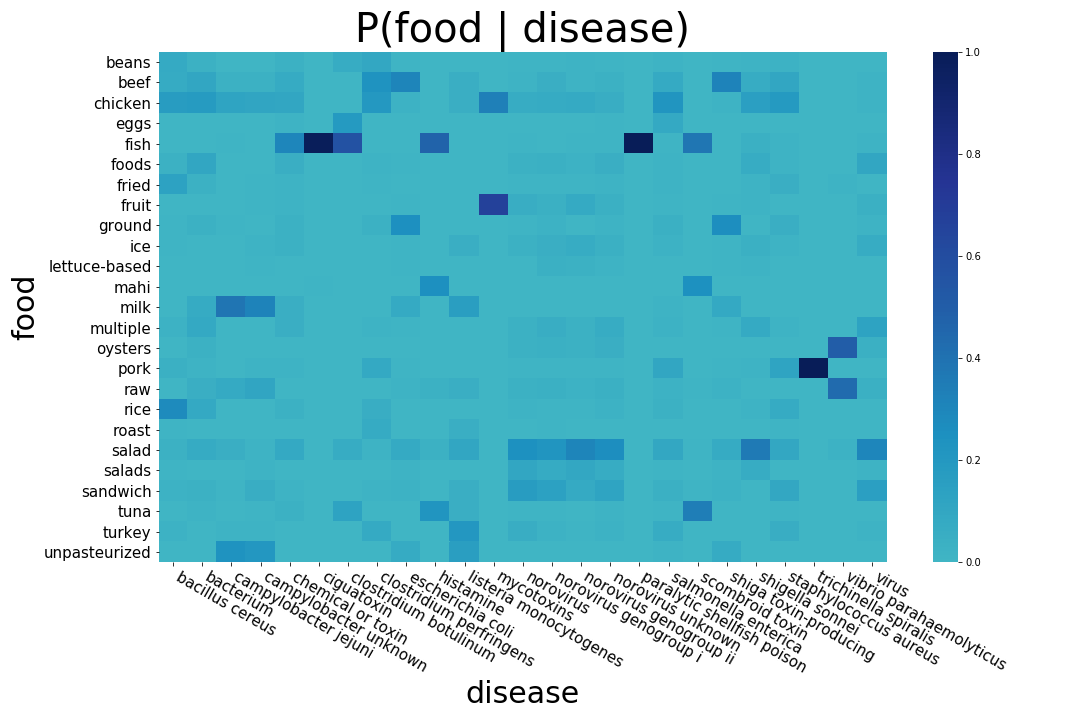 P(food | disease)
food
beans
beef
chicken
eggs
fish
foods
fried
fruit
ground
ice
lettuce-based
mahi
milk
multiple
oysters
pork
raw
rice
roast
salad
salads
sandwich
tuna
turkey
unpasteurized
bacillus cereus
bacterium
campylobacter jejuni
campylobacter unknown
chemical or toxin
ciguatoxin
clostridium botulinum
clostridium perfringens
escherichia coli
histamine
listeria monocytogenes
mycotoxins
norovirus
norovirus genogroup i
norovirus genogroup ii
norovirus unknown
paralytic shellfish poison
salmonella enterica
scombroid toxin
shiga toxin-producing
shigella sonnei
staphylococcus aureus
trichinella spiralis
vibrio parahaemolyticus
virus
disease
1.0
0.8
0.6
0.4
0.2
0.0